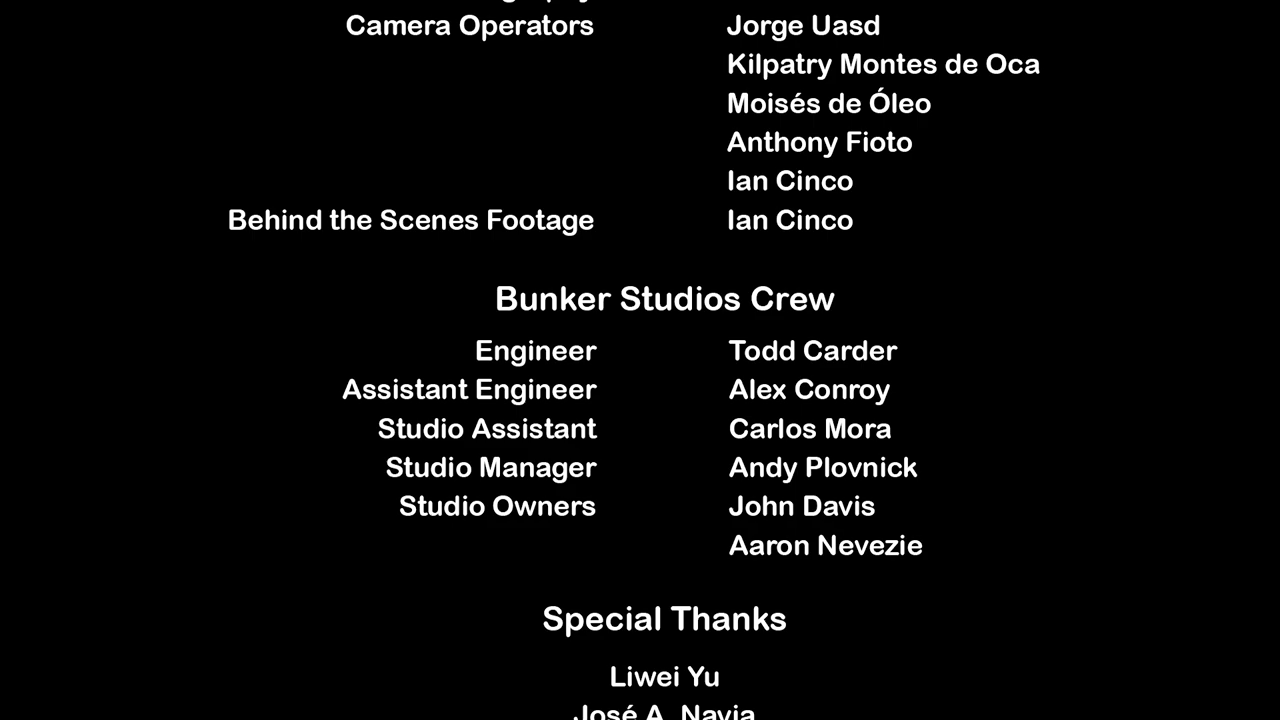 Camera Operators Jorge Uasd
Kilpatry Montes de Oca
Moisés de Óleo
Anthony Fioto
Ian Cinco
Behind the Scenes Footage Ian Cinco
Bunker Studios Crew
Engineer Todd Carder
Assistant Engineer Alex Conroy
Studio Assistant Carlos Mora
Studio Manager Andy Plovnick
Studio Owners John Davis
Aaron Nevezie
Special Thanks
Liwei Yu
José A. Navia